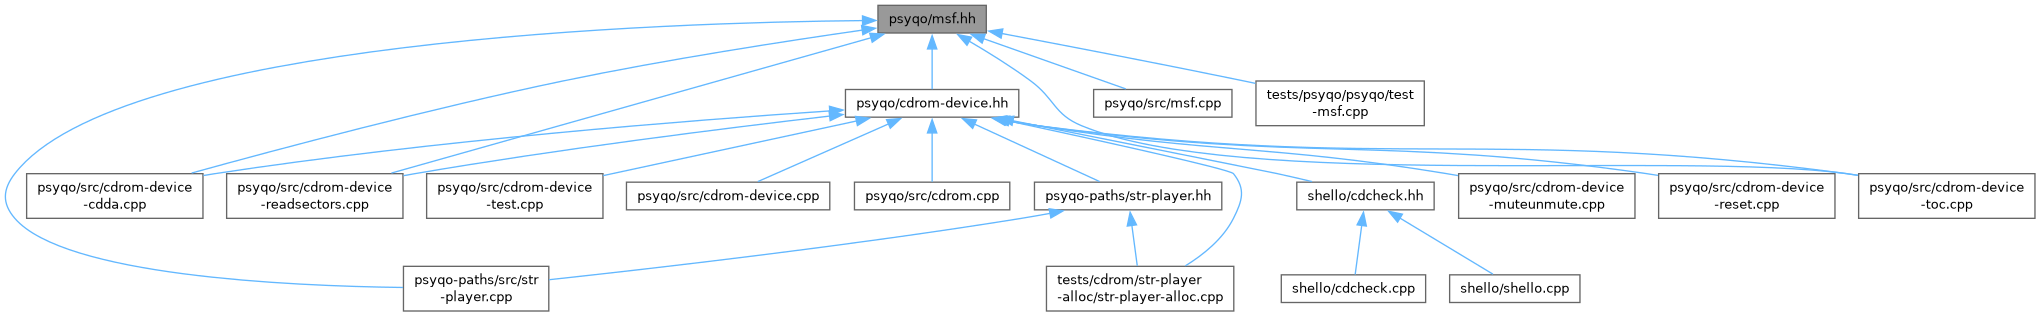 psyqo/msf.hh
psyqo/cdrom-device.hh
psyqo/src/msf.cpp
tests/psyqo/psyqo/test
-msf.cpp
psyqo/src/cdrom-device
-cdda.cpp
psyqo/src/cdrom-device
-readsectors.cpp
psyqo/src/cdrom-device
-test.cpp
psyqo/src/cdrom-device.cpp
psyqo/src/cdrom.cpp
psyqo-paths/str-player.hh
shello/cdcheck.hh
psyqo/src/cdrom-device
-muteunmute.cpp
psyqo/src/cdrom-device
-reset.cpp
psyqo/src/cdrom-device
-toc.cpp
psyqo-paths/src/str
-player.cpp
tests/cdrom/str-player
-alloc/str-player-alloc.cpp
shello/cdcheck.cpp
shello/shello.cpp